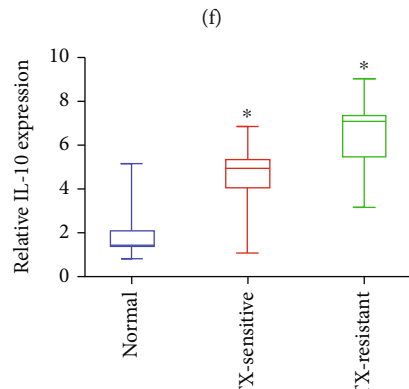 (f)
Relative IL-10 expression
10
8
6
4
2
0
*
*
Normal
X-sensitive
X-resistant